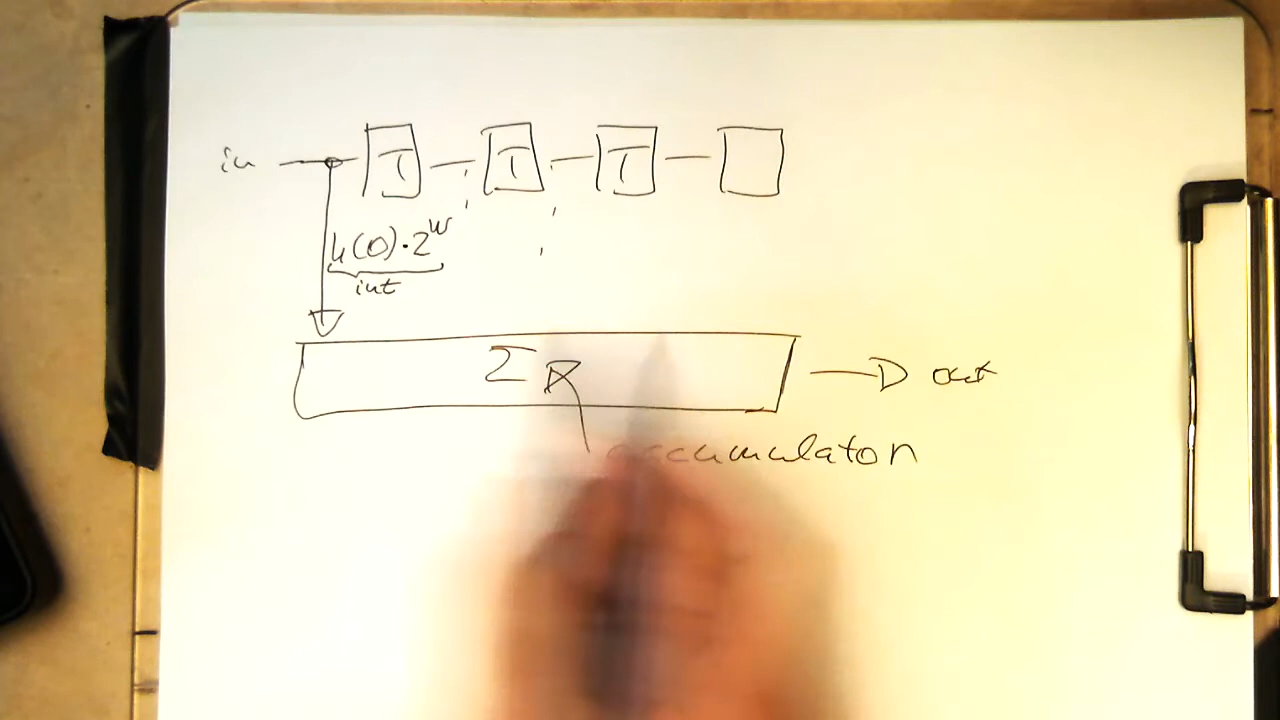 in T T T
h(0)·2^W
int
Σ R out
accumulator